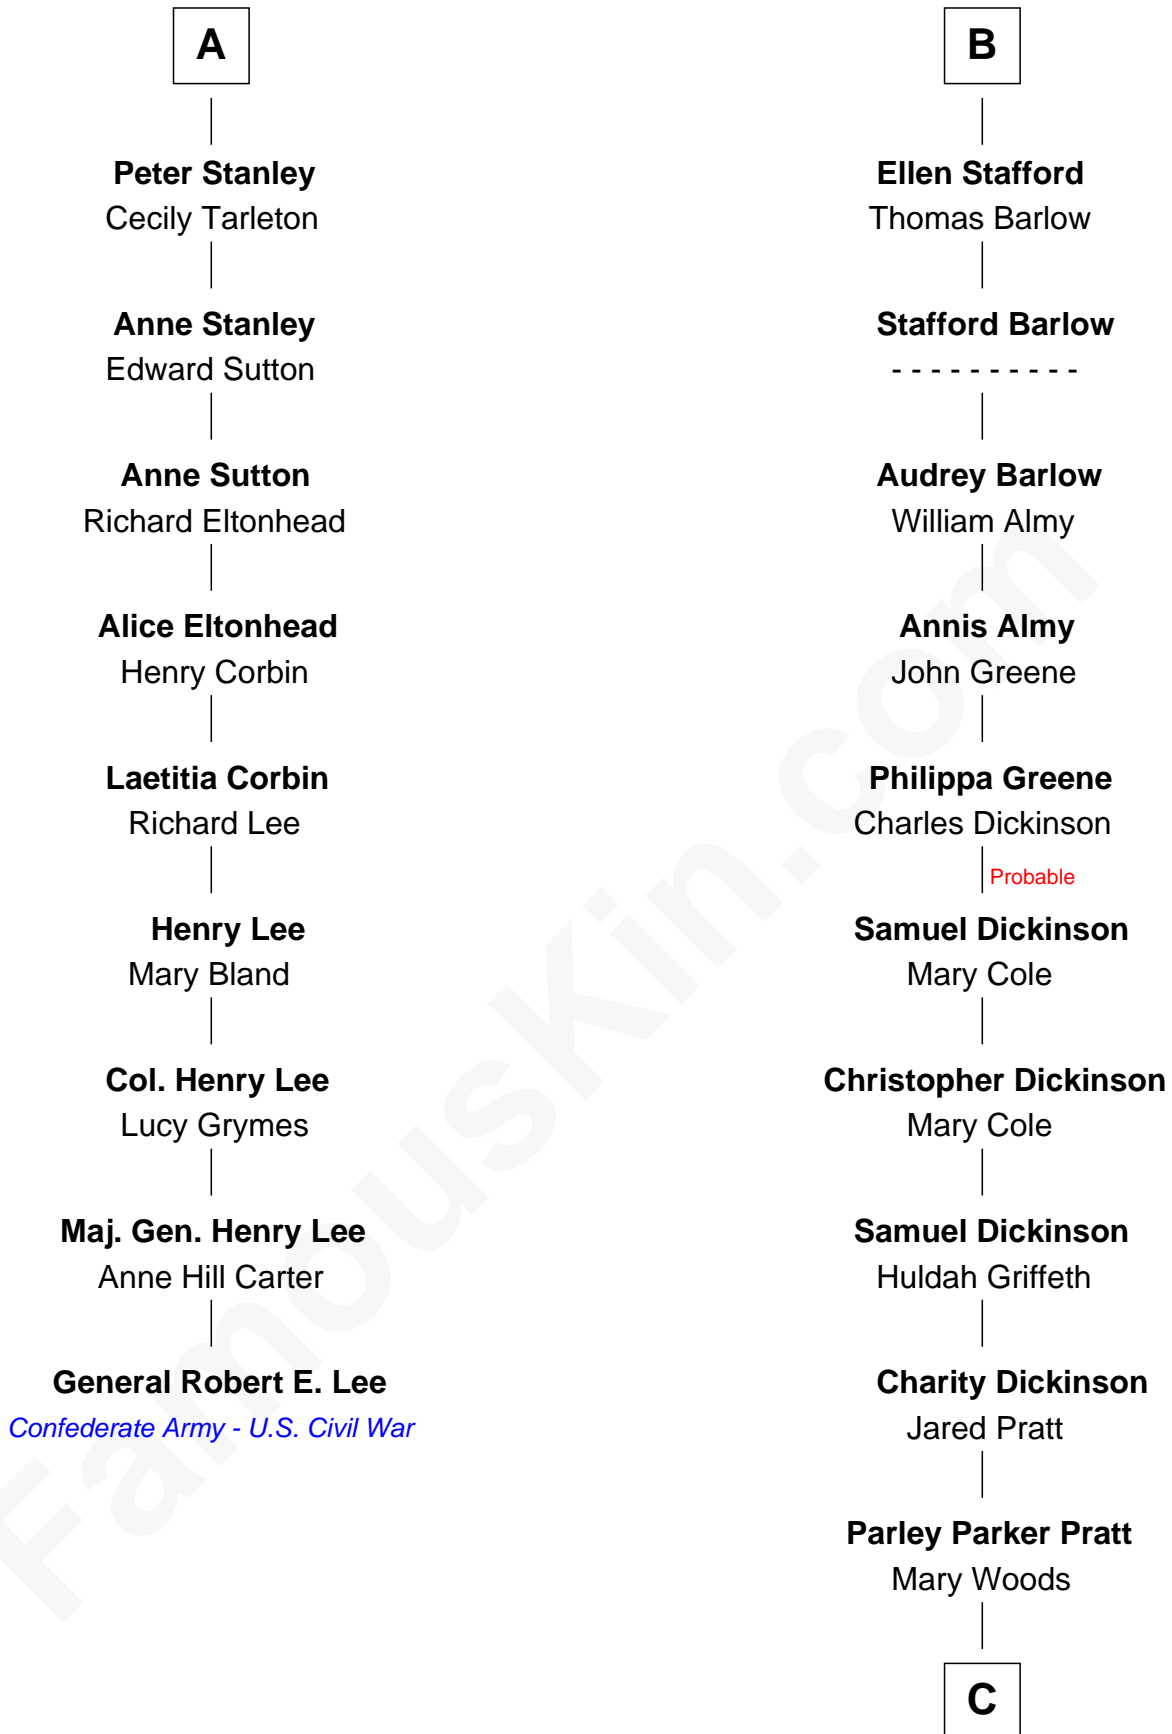 A
Peter Stanley
Cecily Tarleton
Anne Stanley
Edward Sutton
Anne Sutton
Richard Eltonhead
Alice Eltonhead
Henry Corbin
Laetitia Corbin
Richard Lee
Henry Lee
Mary Bland
Col. Henry Lee
Lucy Grymes
Maj. Gen. Henry Lee
Anne Hill Carter
General Robert E. Lee
Confederate Army - U.S. Civil War
B
Ellen Stafford
Thomas Barlow
Stafford Barlow
- - - - - - - - - -
Audrey Barlow
William Almy
Annis Almy
John Greene
Philippa Greene
Charles Dickinson
Probable
Samuel Dickinson
Mary Cole
Christopher Dickinson
Mary Cole
Samuel Dickinson
Huldah Griffeth
Charity Dickinson
Jared Pratt
Parley Parker Pratt
Mary Woods
C
FamousKin.com